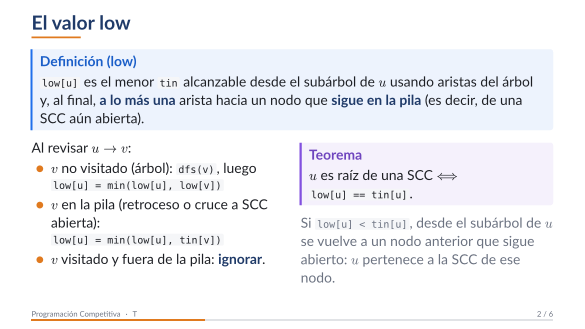 El valor low
Definición (low)
low[u] es el menor tin alcanzable desde el subárbol de u usando aristas del árbol
y, al final, a lo más una arista hacia un nodo que sigue en la pila (es decir, de una
SCC aún abierta).
Al revisar u → v:
• v no visitado (árbol): dfs(v), luego
low[u] = min(low[u], low[v])
• v en la pila (retroceso o cruce a SCC
abierta):
low[u] = min(low[u], tin[v])
• v visitado y fuera de la pila: ignorar.
Teorema
u es raíz de una SCC ⟺
low[u] == tin[u].
Si low[u] < tin[u], desde el subárbol de u
se vuelve a un nodo anterior que sigue
abierto: u pertenece a la SCC de ese
nodo.
Programación Competitiva · T
2 / 6